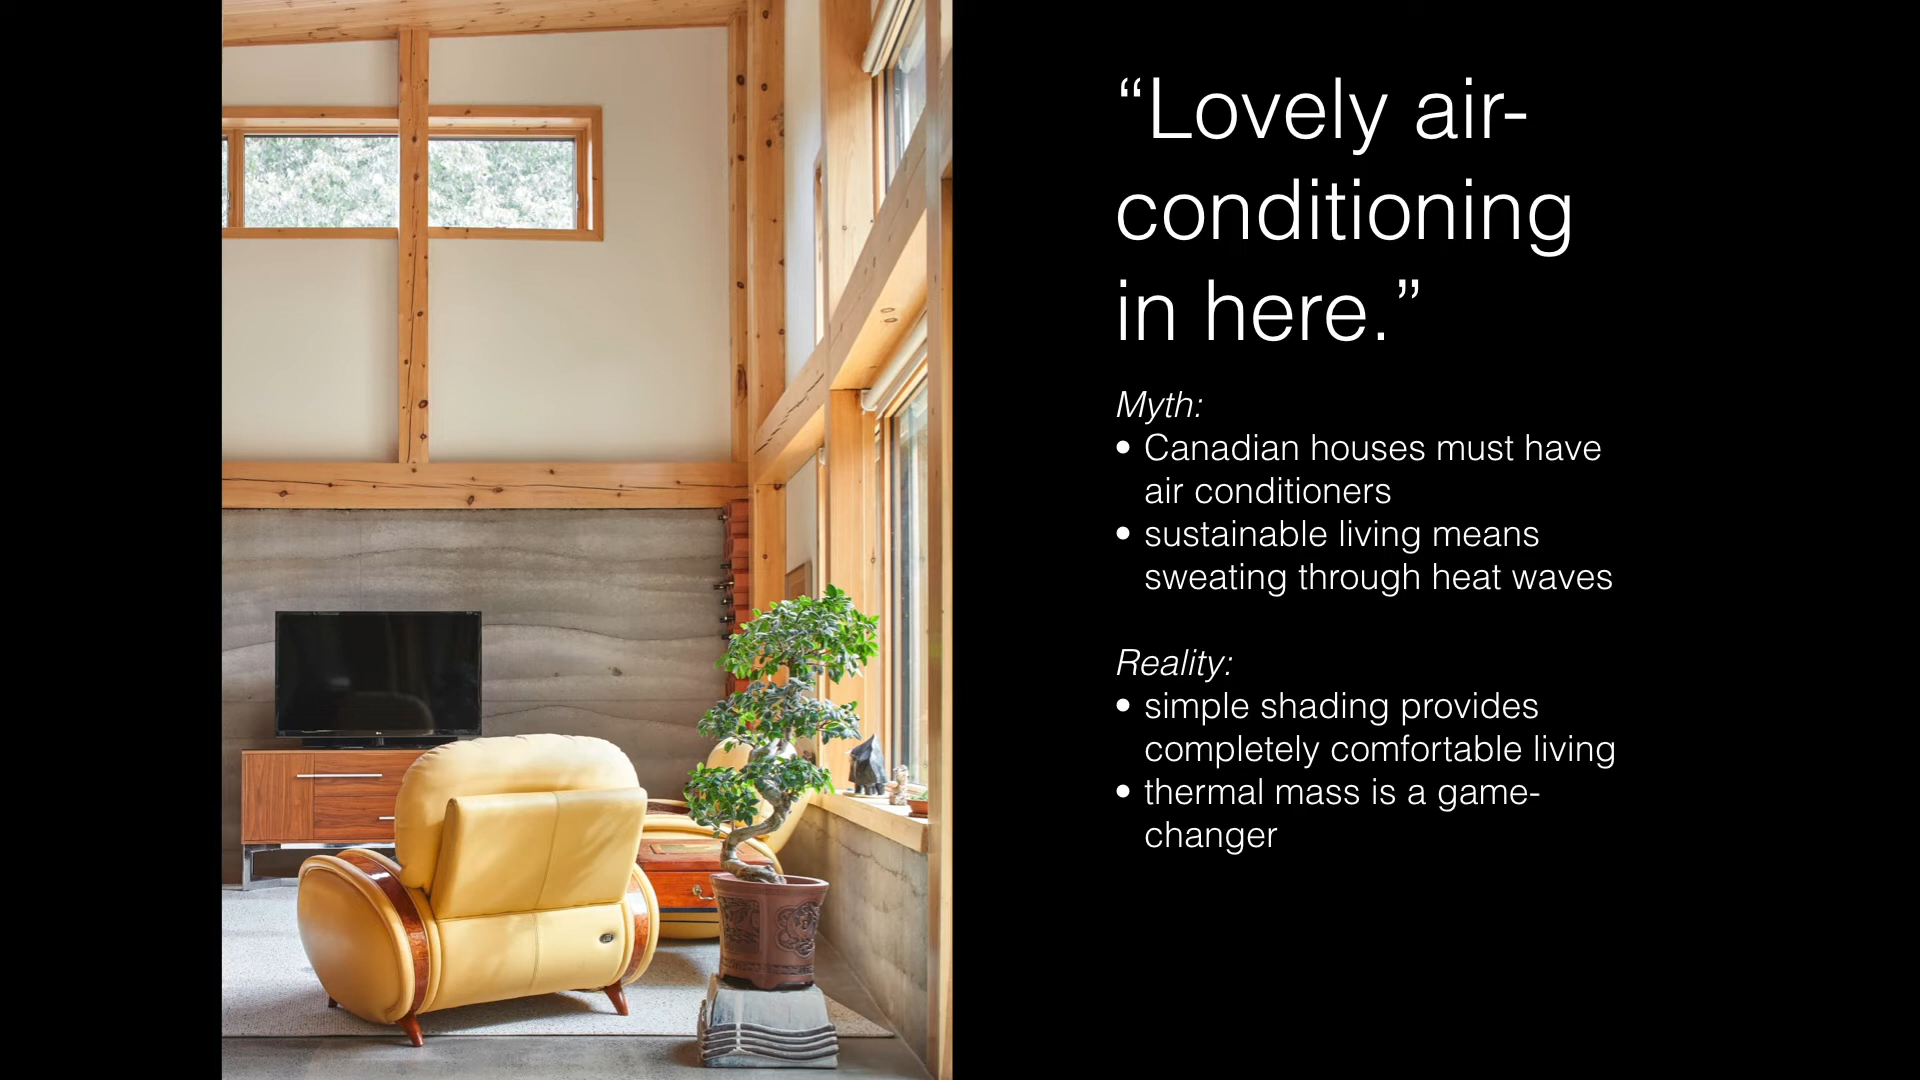 “Lovely air-
conditioning
in here.”
Myth:
• Canadian houses must have
air conditioners
• sustainable living means
sweating through heat waves
Reality:
• simple shading provides
completely comfortable living
• thermal mass is a game-
changer